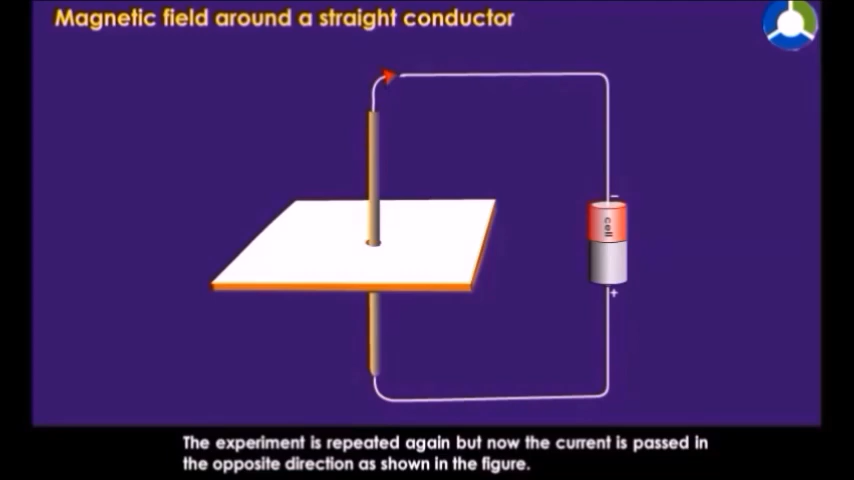 Magnetic field around a straight conductor
−
cell
+
The experiment is repeated again but now the current is passed in
the opposite direction as shown in the figure.